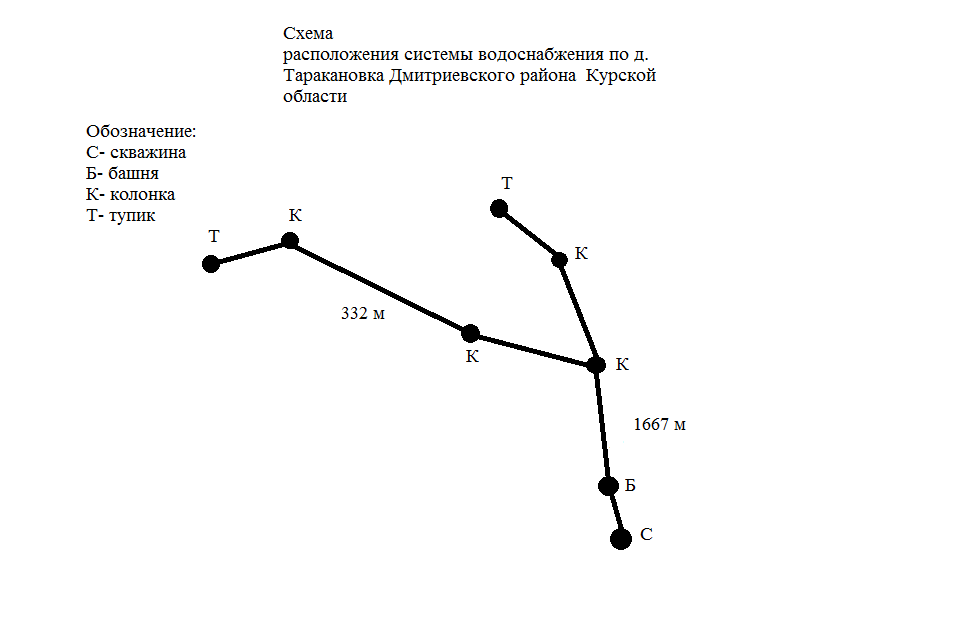 Схема
расположения системы водоснабжения по д.
Таракановка Дмитриевского района Курской
области
Обозначение:
С- скважина
Б- башня
К- колонка
Т- тупик
Т
К
Т
К
332 м
К
К
1667 м
Б
С